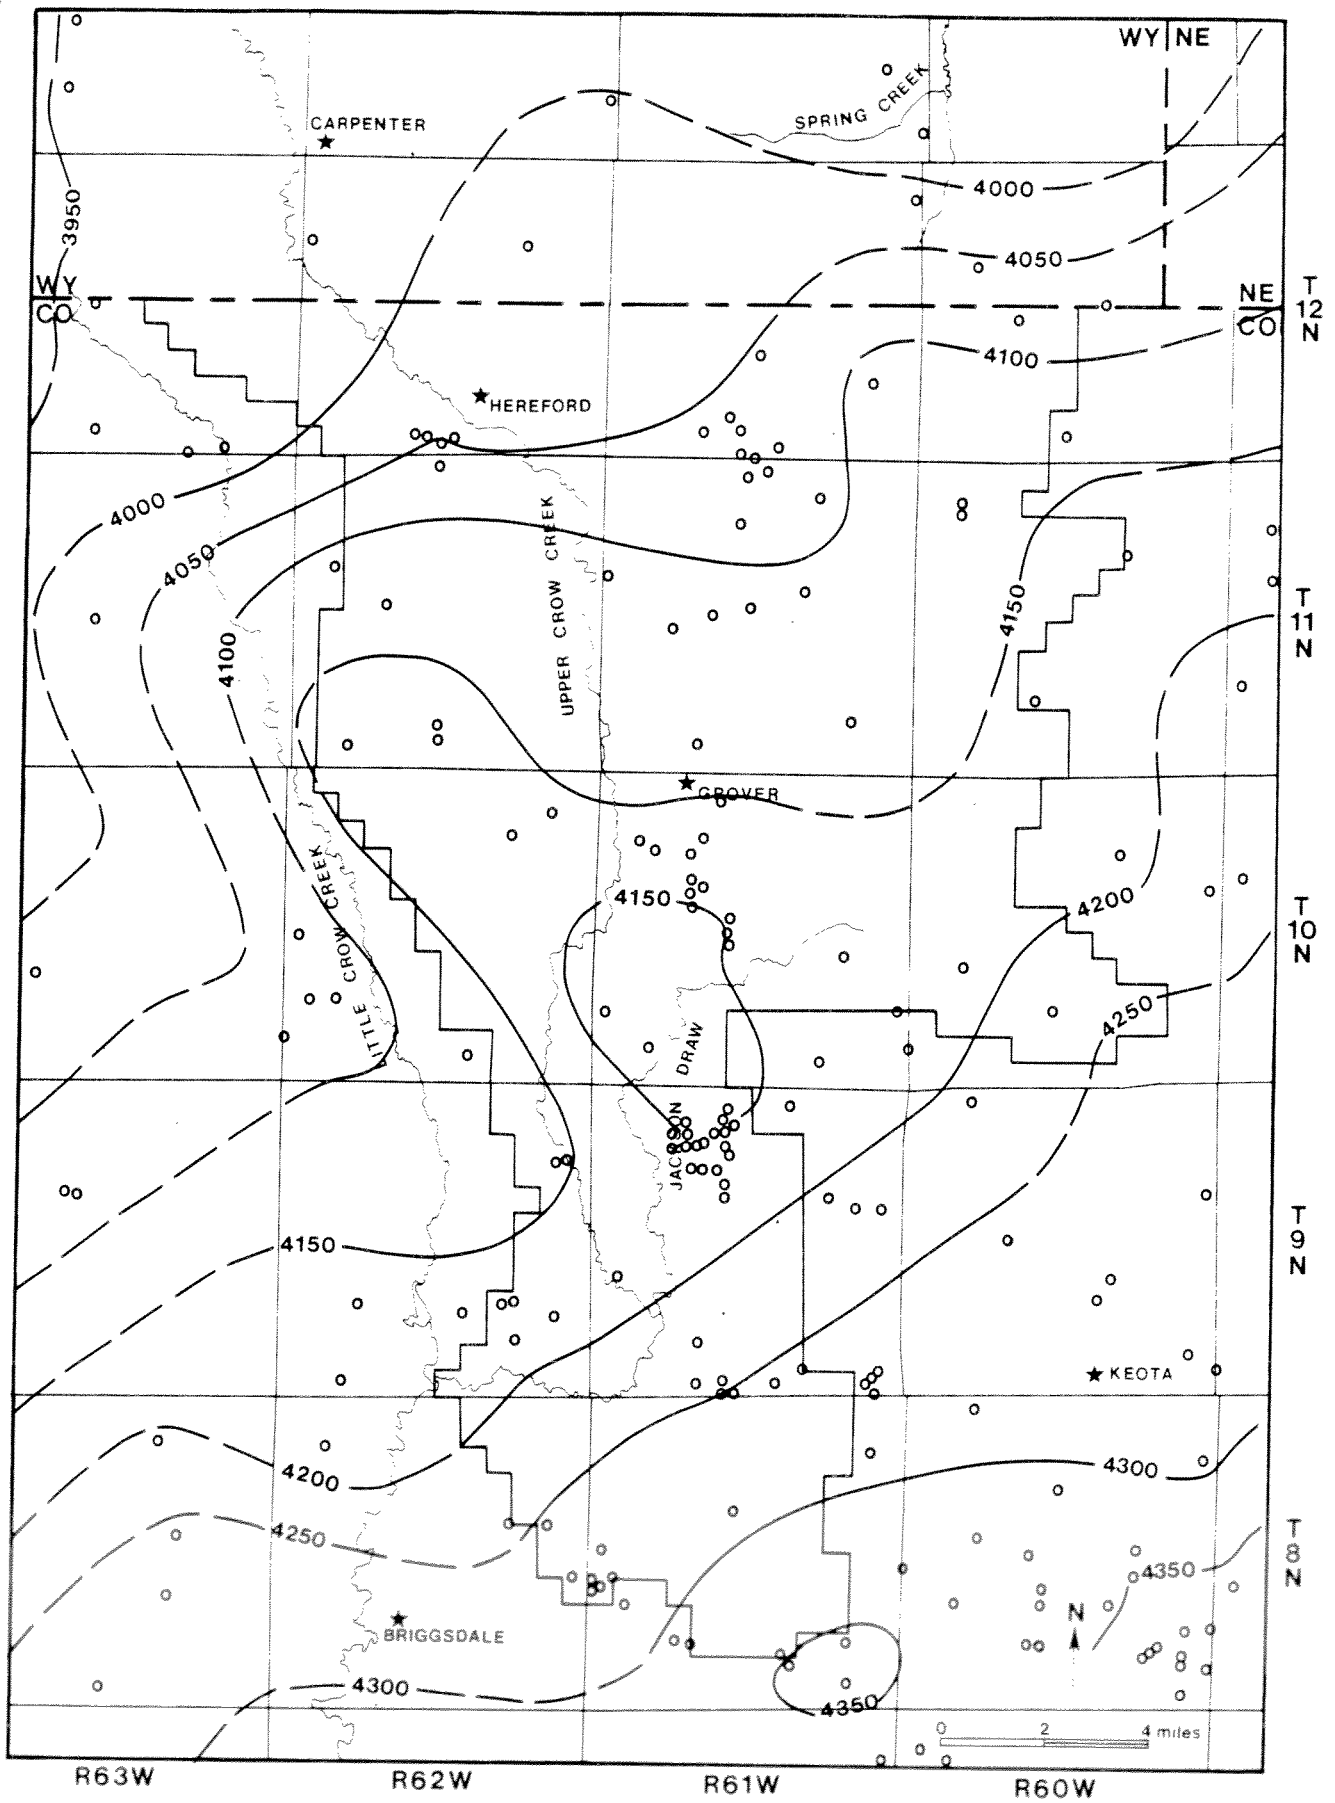 WY NE
SPRING CREEK
CARPENTER
4000
3950
4050
WY
CO
NE
CO
T
12
N
4100
HEREFORD
4000
4050
UPPER CROW CREEK
4150
T
11
N
4100
GROVER
LITTLE CROW CREEK
4150
4200
T
10
N
4250
JACKSON DRAW
4150
T
9
N
KEOTA
4200
4300
4250
4350
T
8
N
N
BRIGGSDALE
4300
4350
0 2 4 miles
R63W R62W R61W R60W